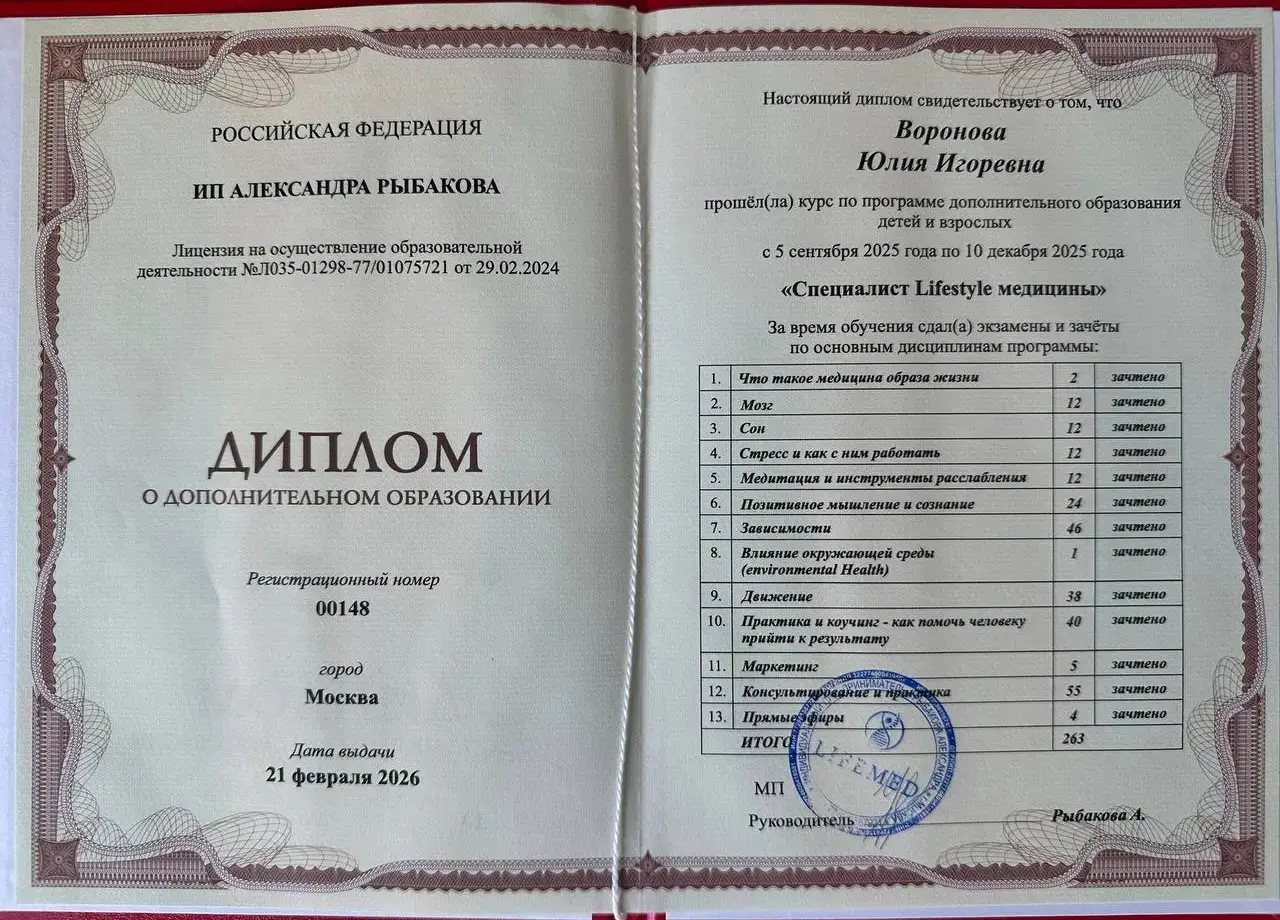 РОССИЙСКАЯ ФЕДЕРАЦИЯ
ИП АЛЕКСАНДРА РЫБАКОВА
Лицензия на осуществление образовательной
деятельности №Л035-01298-77/01075721 от 29.02.2024
ДИПЛОМ
О ДОПОЛНИТЕЛЬНОМ ОБРАЗОВАНИИ
Регистрационный номер
00148
город
Москва
Дата выдачи
21 февраля 2026
Настоящий диплом свидетельствует о том, что
Воронова
Юлия Игоревна
прошёл(ла) курс по программе дополнительного образования
детей и взрослых
с 5 сентября 2025 года по 10 декабря 2025 года
«Специалист Lifestyle медицины»
За время обучения сдал(а) экзамены и зачёты
по основным дисциплинам программы:
1. Что такое медицина образа жизни 2 зачтено
2. Мозг 12 зачтено
3. Сон 12 зачтено
4. Стресс и как с ним работать 12 зачтено
5. Медитация и инструменты расслабления 12 зачтено
6. Позитивное мышление и сознание 24 зачтено
7. Зависимости 46 зачтено
8. Влияние окружающей среды 1 зачтено
(environmental Health)
9. Движение 38 зачтено
10. Практика и коучинг - как помочь человеку 40 зачтено
прийти к результату
11. Маркетинг 5 зачтено
12. Консультирование и практика 55 зачтено
13. Прямые эфиры 4 зачтено
ИТОГО 263
LIFEMED
МП
Руководитель Рыбакова А.